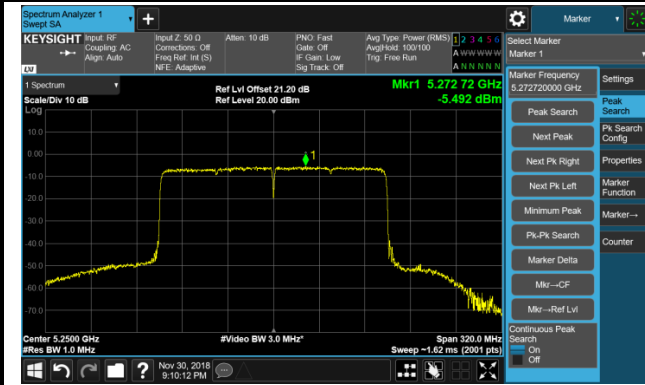 Spectrum Analyzer 1
Swept SA
+
Marker
KEYSIGHT
Input: RF
Coupling: AC
Align: Auto
Input Z: 50 Ω
Corrections: Off
Freq Ref: Int (S)
NFE: Adaptive
Atten: 10 dB
PNO: Fast
Gate: Off
IF Gain: Low
Sig Track: Off
Avg Type: Power (RMS)
Avg|Hold: 100/100
Trig: Free Run
1 2 3 4 5 6
A W W W W W
A N N N N N
LXI
Select Marker
Marker 1
1 Spectrum
Scale/Div 10 dB
Ref Lvl Offset 21.20 dB
Ref Level 20.00 dBm
Mkr1 5.272 72 GHz
-5.492 dBm
Log
10.0
0.00
-10.0
-20.0
-30.0
-40.0
-50.0
-60.0
-70.0
1
Center 5.2500 GHz
#Res BW 1.0 MHz
#Video BW 3.0 MHz*
Span 320.0 MHz
Sweep ~1.62 ms (2001 pts)
Marker Frequency
5.272720000 GHz
Peak Search
Next Peak
Next Pk Right
Next Pk Left
Minimum Peak
Pk-Pk Search
Marker Delta
Mkr→CF
Mkr→Ref Lvl
Continuous Peak
Search
On
Off
Settings
Peak
Search
Pk Search
Config
Properties
Marker
Function
Marker→
Counter
?
Nov 30, 2018
9:10:12 PM